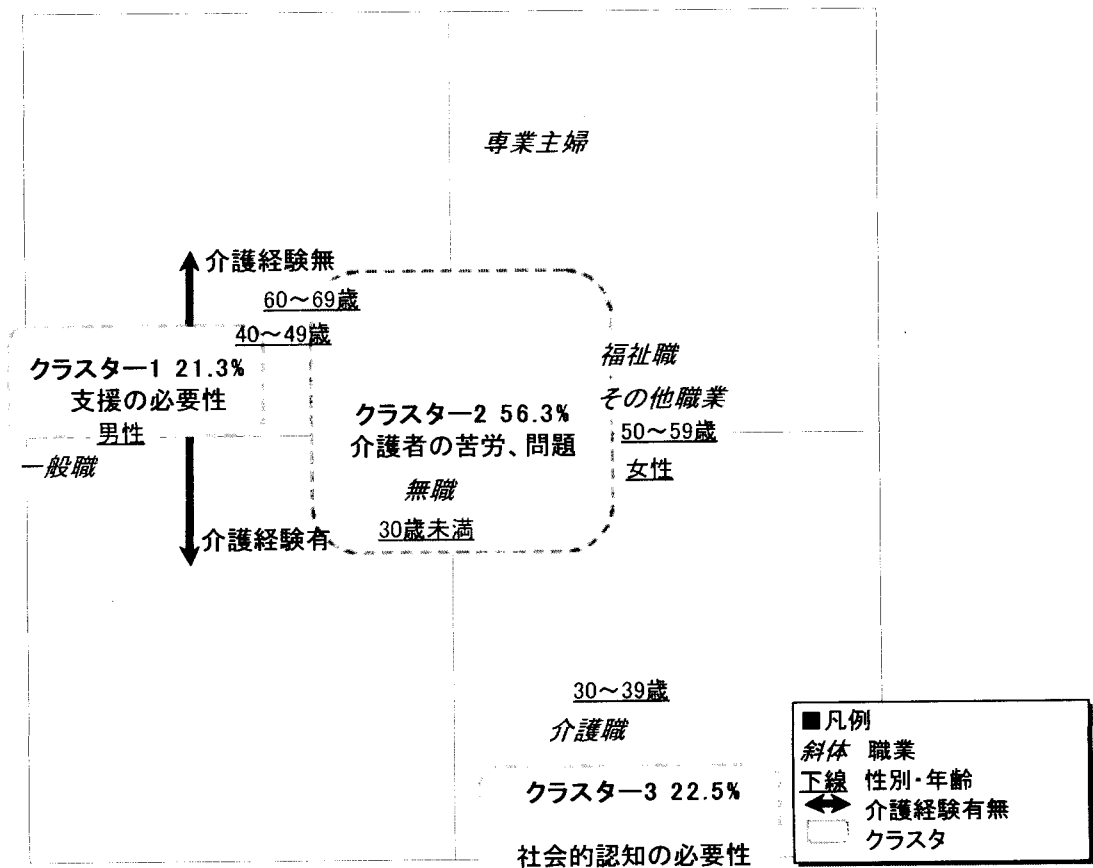 専業主婦
介護経験無
60～69歳
40～49歳
クラスター1 21.3%
支援の必要性
男性
一般職
福祉職
その他職業
クラスター2 56.3%
介護者の苦労、問題
50～59歳
女性
無職
30歳未満
介護経験有
30～39歳
介護職
クラスター3 22.5%
社会的認知の必要性
■凡例
斜体 職業
下線 性別・年齢
介護経験有無
クラスタ